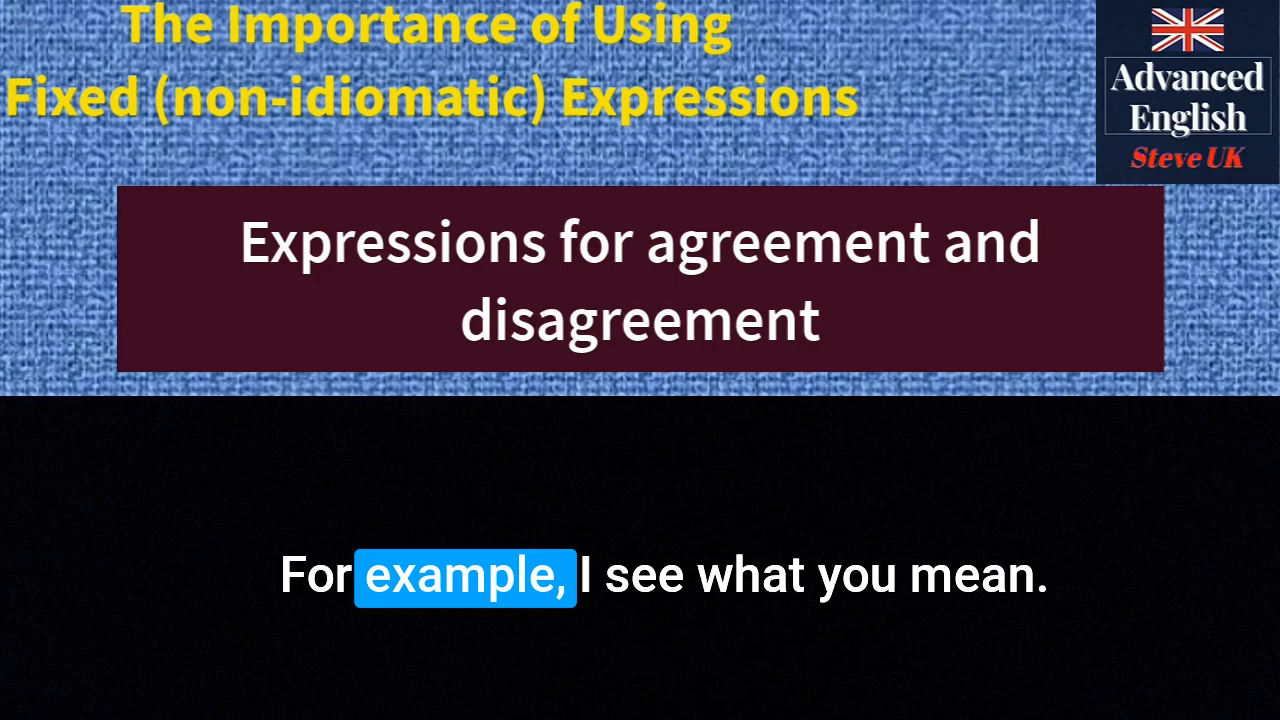 The Importance of Using
Fixed (non-idiomatic) Expressions
Advanced
English
Steve UK
Expressions for agreement and
disagreement
For example, I see what you mean.